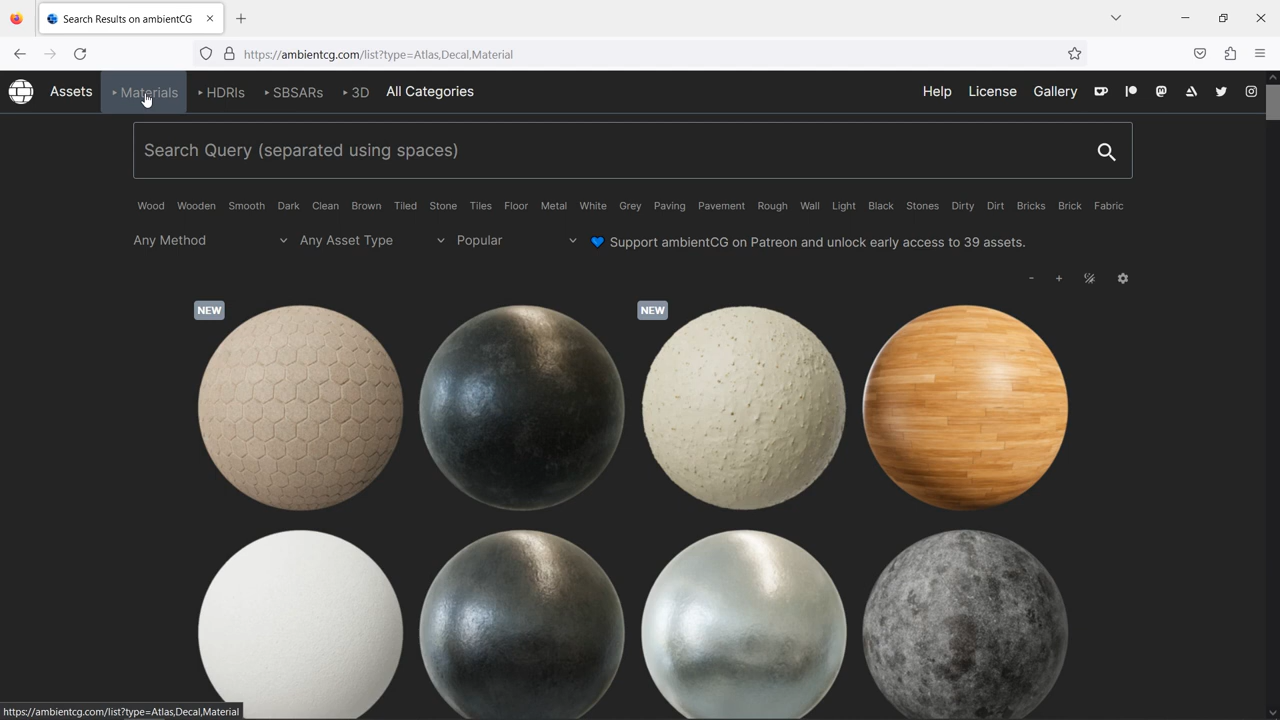 Search Results on ambientCG
https://ambientcg.com/list?type=Atlas,Decal,Material
Assets Materials HDRIs SBSARs 3D All Categories Help License Gallery
Search Query (separated using spaces)
Wood Wooden Smooth Dark Clean Brown Tiled Stone Tiles Floor Metal White Grey Paving Pavement Rough Wall Light Black Stones Dirty Dirt Bricks Brick Fabric
Any Method Any Asset Type Popular 💙 Support ambientCG on Patreon and unlock early access to 39 assets.
- +
NEW NEW
https://ambientcg.com/list?type=Atlas,Decal,Material